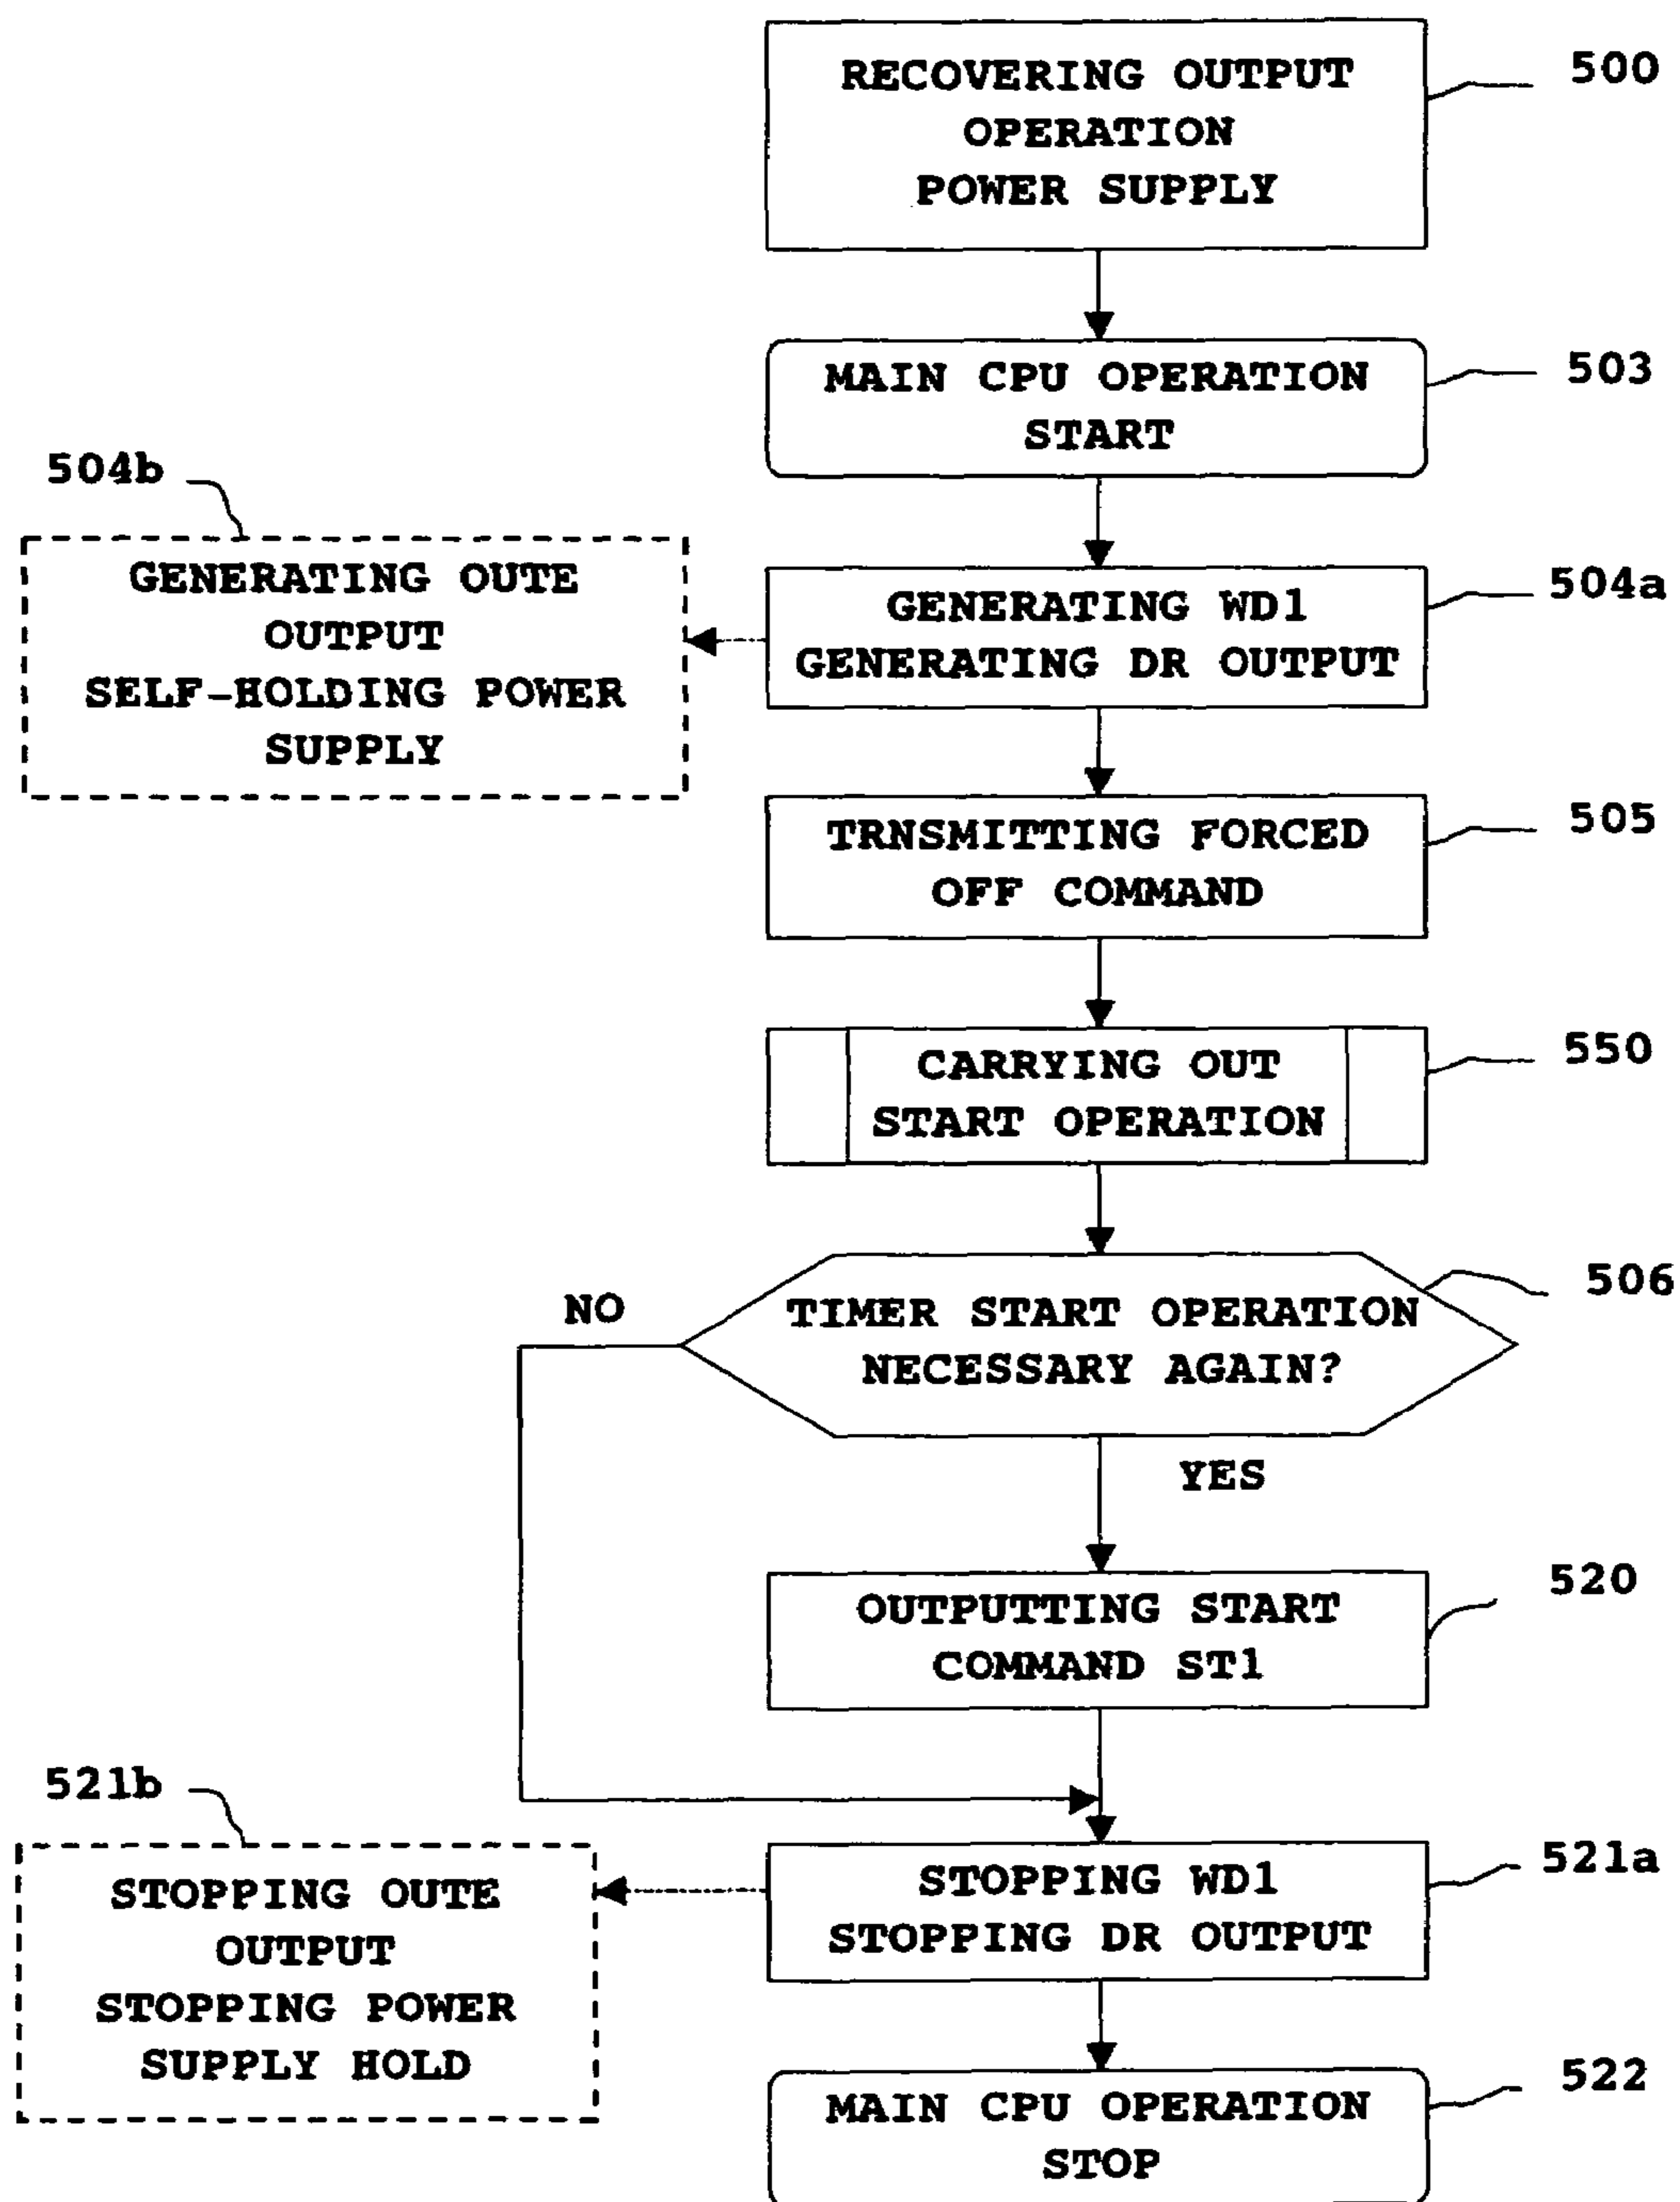 RECOVERING OUTPUT
OPERATION
POWER SUPPLY
500
MAIN CPU OPERATION
START
503
504b
GENERATING OUTE
OUTPUT
SELF-HOLDING POWER
SUPPLY
GENERATING WD1
GENERATING DR OUTPUT
504a
TRNSMITTING FORCED
OFF COMMAND
505
CARRYING OUT
START OPERATION
550
NO
TIMER START OPERATION
NECESSARY AGAIN?
506
YES
OUTPUTTING START
COMMAND ST1
520
521b
STOPPING OUTE
OUTPUT
STOPPING POWER
SUPPLY HOLD
STOPPING WD1
STOPPING DR OUTPUT
521a
MAIN CPU OPERATION
STOP
522